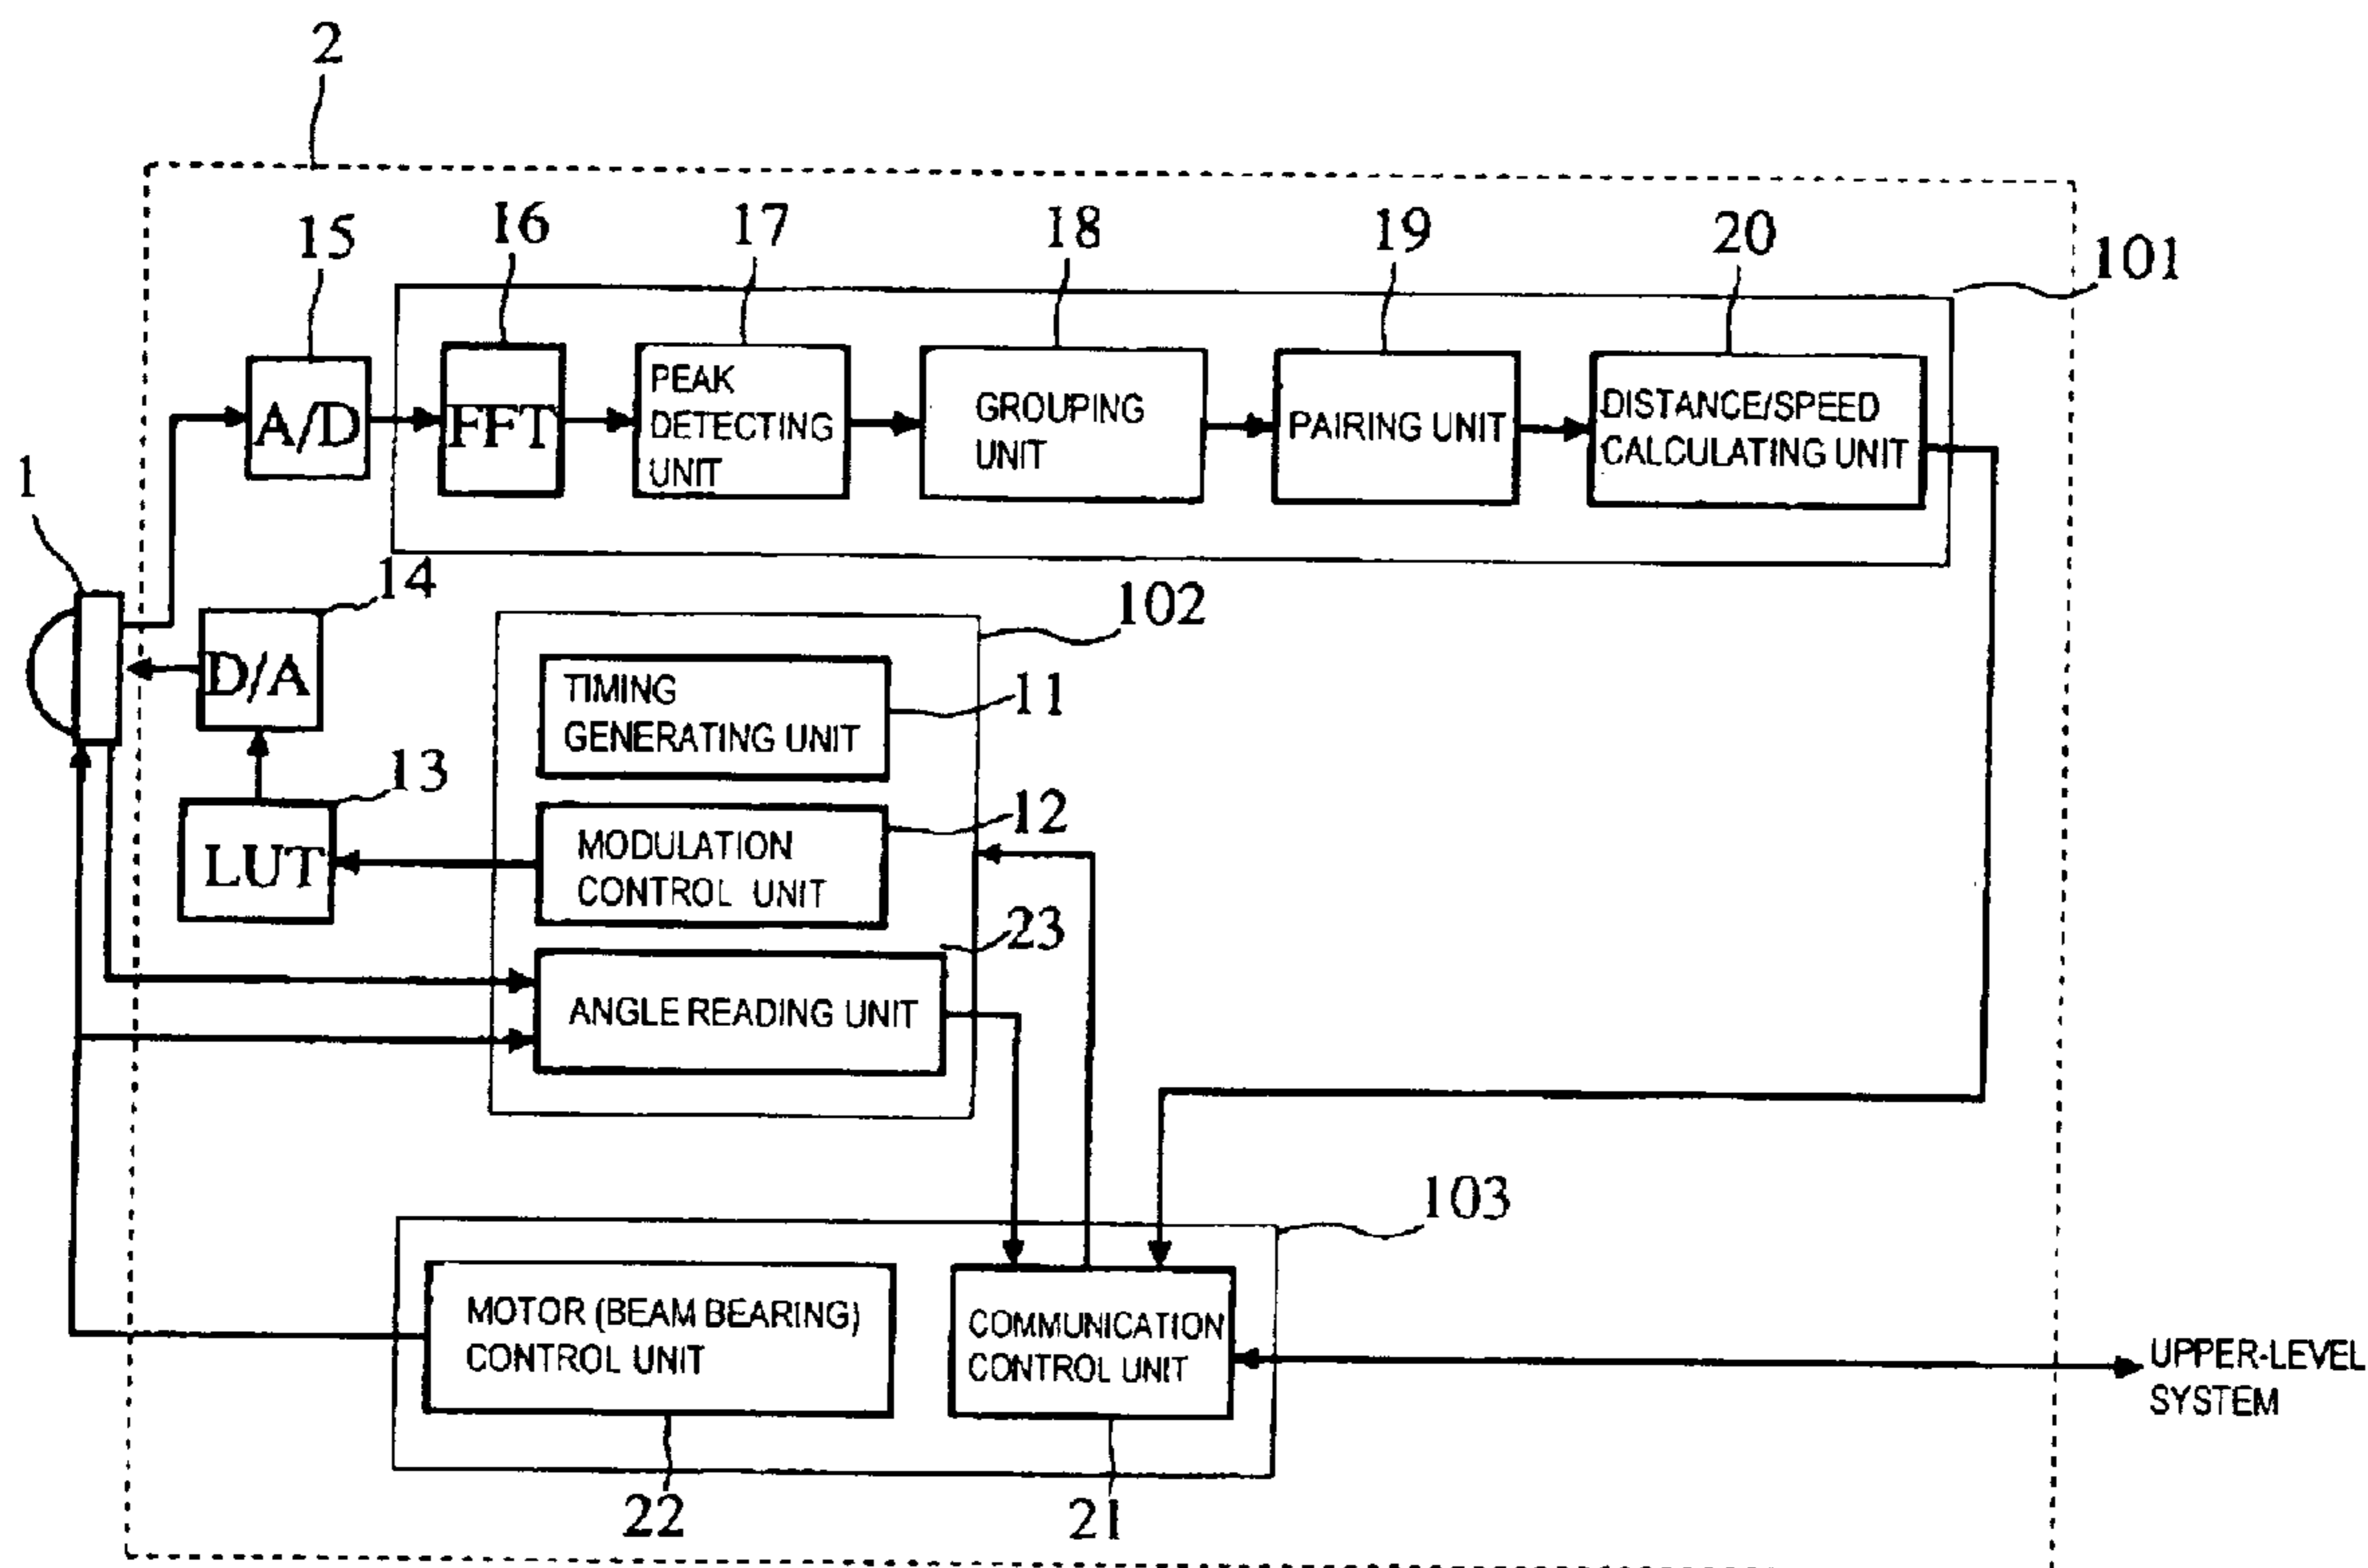 2
15
16
17
18
19
20
101
A/D
FFT
PEAK
DETECTING
UNIT
GROUPING
UNIT
PAIRING UNIT
DISTANCE/SPEED
CALCULATING UNIT
1
14
102
D/A
TIMING
GENERATING UNIT
11
13
12
LUT
MODULATION
CONTROL UNIT
23
ANGLE READING UNIT
103
MOTOR (BEAM BEARING)
CONTROL UNIT
COMMUNICATION
CONTROL UNIT
UPPER-LEVEL
SYSTEM
22
21